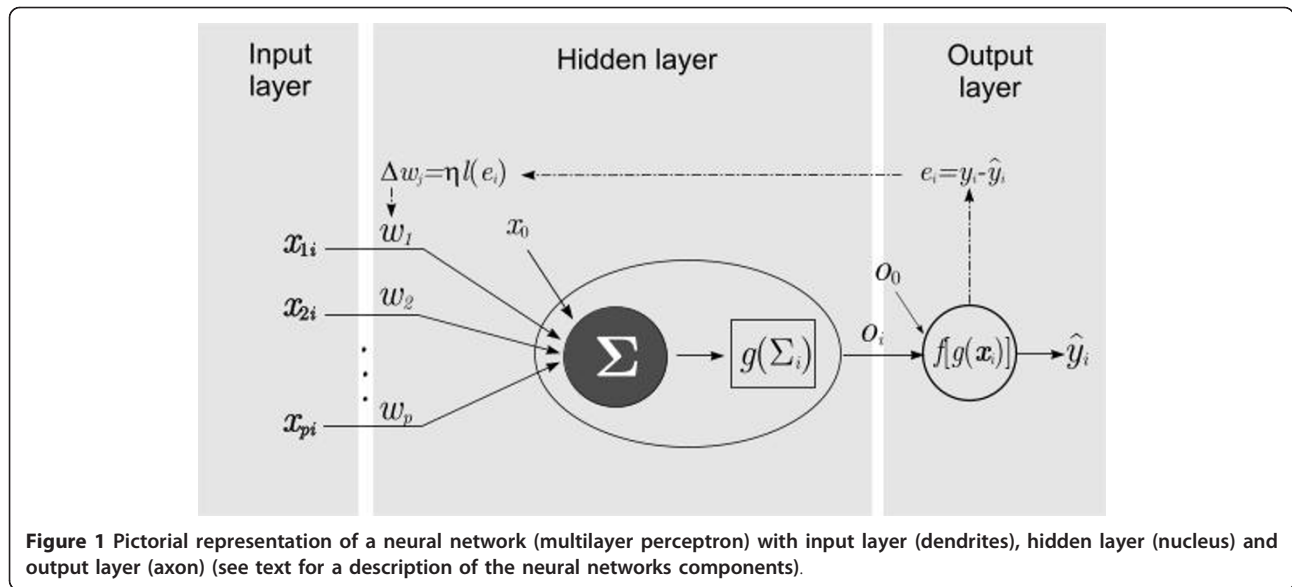 Input
layer
Hidden layer
Output
layer
Δwⱼ=ηl(eᵢ)
eᵢ=yᵢ-ŷᵢ
x₁ᵢ
w₁
x₀
x₂ᵢ
w₂
o₀
Σ
g(Σᵢ)
oᵢ
f[g(𝒙ᵢ)]
ŷᵢ
xₚᵢ
wₚ
Figure 1 Pictorial representation of a neural network (multilayer perceptron) with input layer (dendrites), hidden layer (nucleus) and
output layer (axon) (see text for a description of the neural networks components).